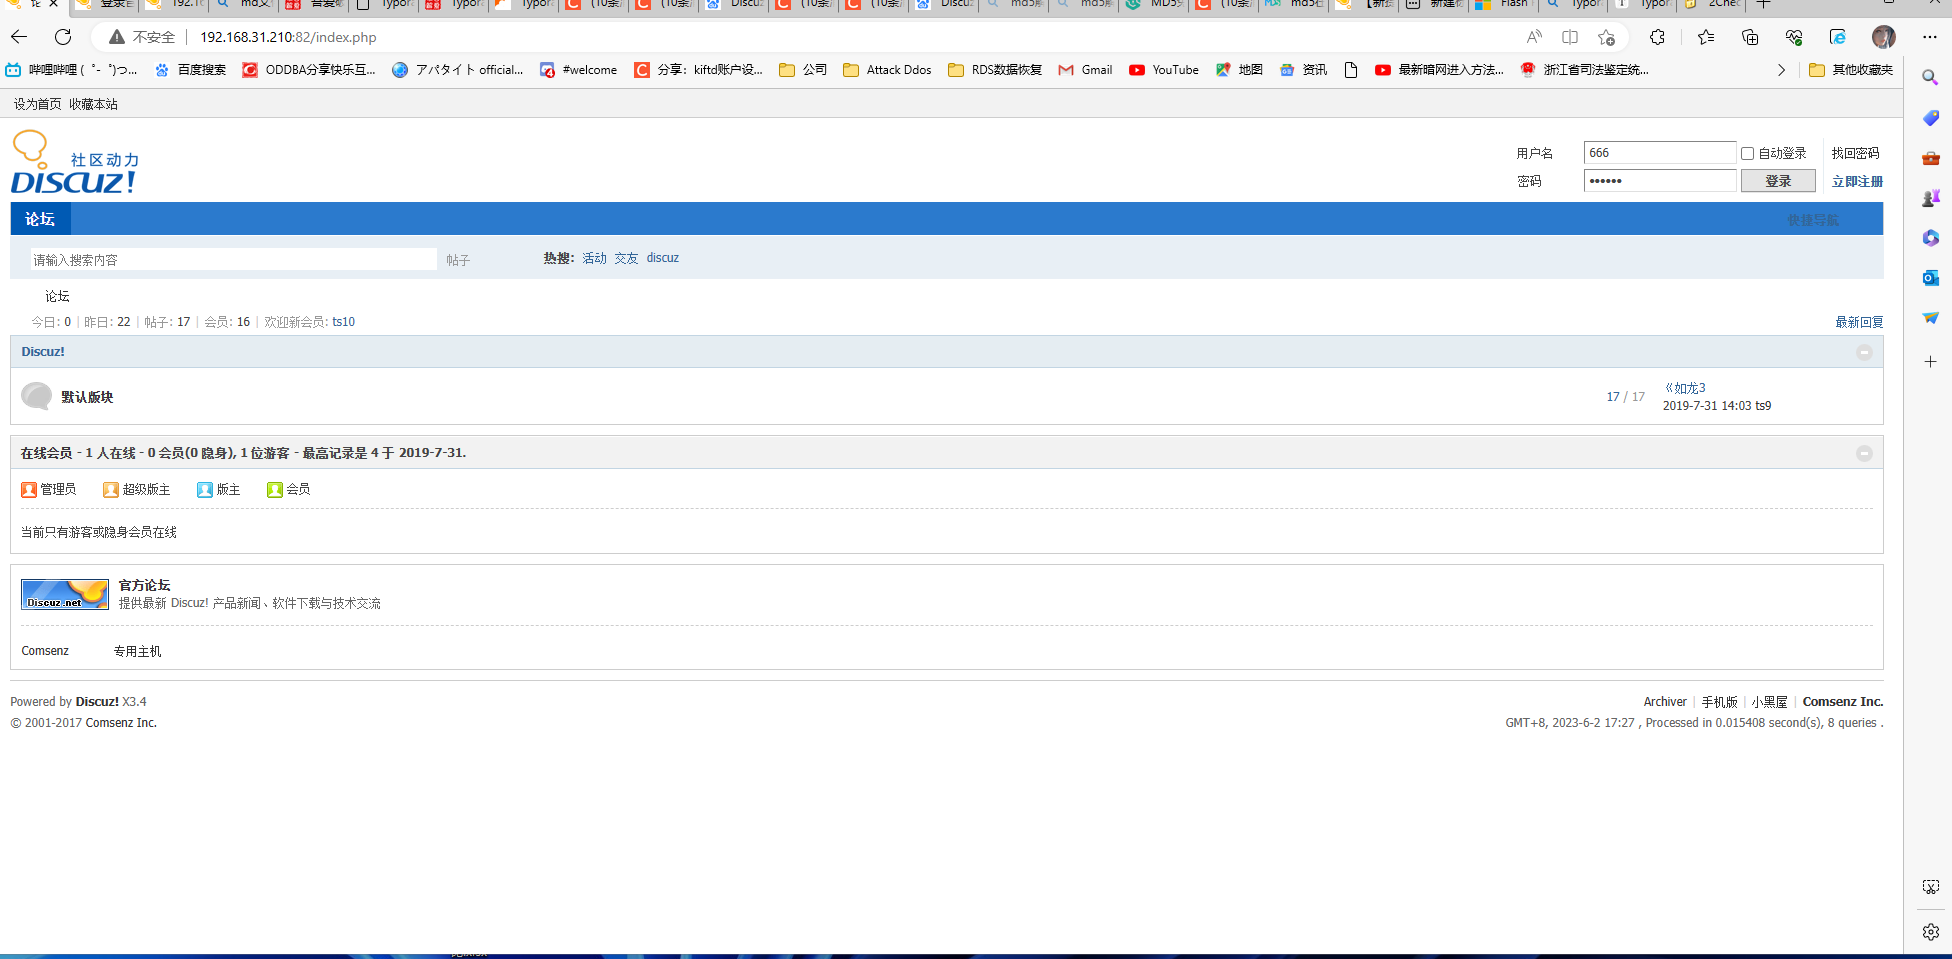 不安全 192.168.31.210:82/index.php
哔哩哔哩 ( ゜- ゜)つ... 百度搜索 ODDBA分享快乐互... アパタイト official... #welcome 分享：kiftd账户设... 公司 Attack Ddos RDS数据恢复 Gmail YouTube 地图 资讯 最新暗网进入方法... 浙江省司法鉴定统... 其他收藏夹
设为首页 收藏本站
社区动力
DISCUZ!
用户名 666 自动登录 找回密码
密码 •••••• 登录 立即注册
论坛 快捷导航
请输入搜索内容 帖子 热搜: 活动 交友 discuz
论坛
今日: 0 | 昨日: 22 | 帖子: 17 | 会员: 16 | 欢迎新会员: ts10 最新回复
Discuz!
默认版块 17 / 17 《如龙3
2019-7-31 14:03 ts9
在线会员 - 1 人在线 - 0 会员(0 隐身), 1 位游客 - 最高记录是 4 于 2019-7-31.
管理员 超级版主 版主 会员
当前只有游客或隐身会员在线
Discuz.net 官方论坛
提供最新 Discuz! 产品新闻、软件下载与技术交流
Comsenz 专用主机
Powered by Discuz! X3.4 Archiver | 手机版 | 小黑屋 | Comsenz Inc.
© 2001-2017 Comsenz Inc. GMT+8, 2023-6-2 17:27 , Processed in 0.015408 second(s), 8 queries .